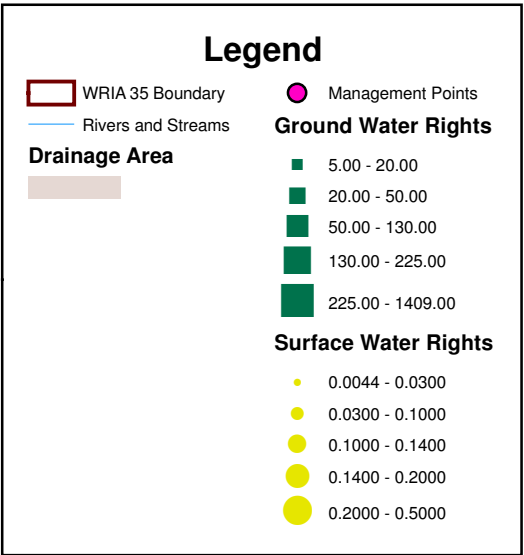 Legend
WRIA 35 Boundary
Rivers and Streams
Drainage Area
Management Points
Ground Water Rights
5.00 - 20.00
20.00 - 50.00
50.00 - 130.00
130.00 - 225.00
225.00 - 1409.00
Surface Water Rights
0.0044 - 0.0300
0.0300 - 0.1000
0.1000 - 0.1400
0.1400 - 0.2000
0.2000 - 0.5000